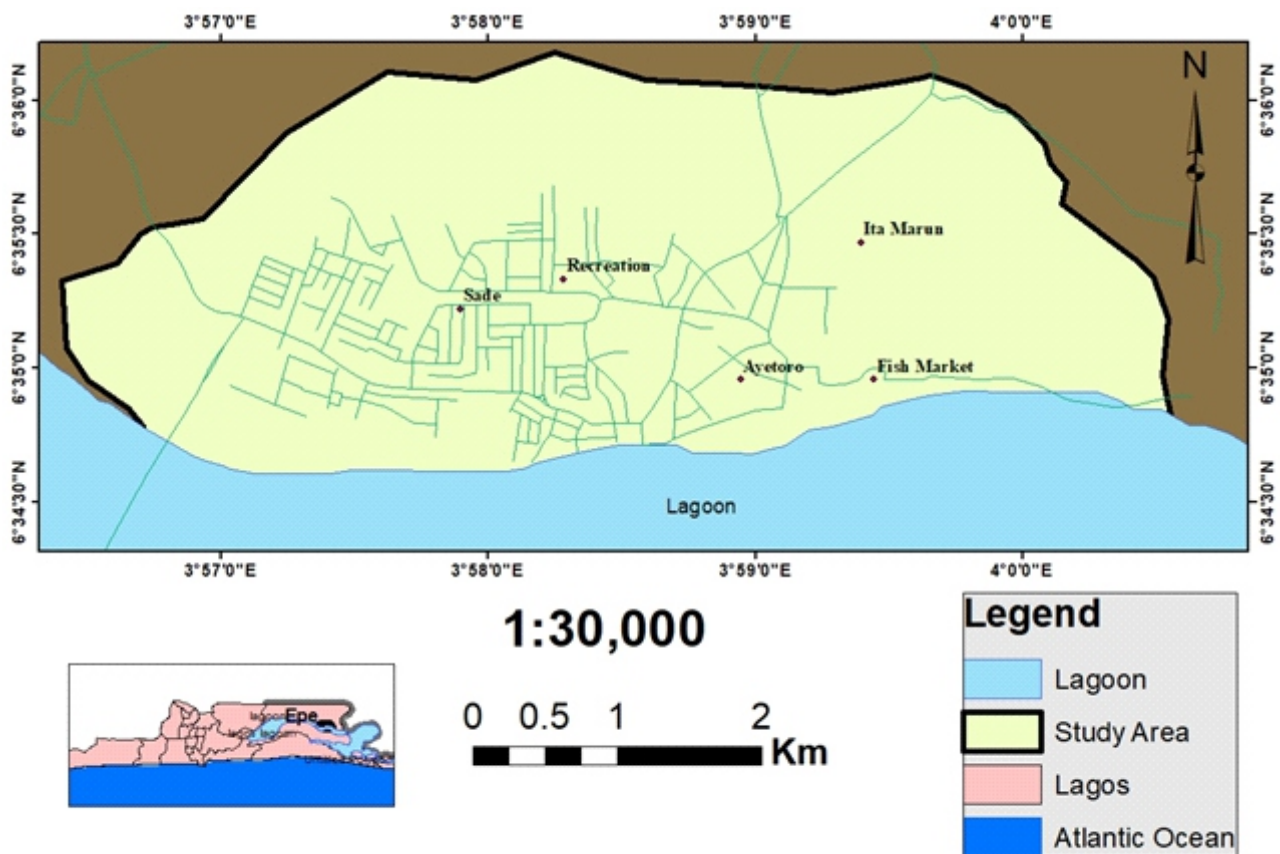 3°57'0"E 3°58'0"E 3°59'0"E 4°0'0"E
N
6°36'0"N 6°36'0"N
6°35'30"N 6°35'30"N
Ita Marun
Recreation
Sade
6°35'0"N 6°35'0"N
Ayetoro Fish Market
6°34'30"N 6°34'30"N
Lagoon
3°57'0"E 3°58'0"E 3°59'0"E 4°0'0"E
1:30,000
Legend
Lagoon
Study Area
Lagos
Atlantic Ocean
0 0.5 1 2
Km
lagoon Epe